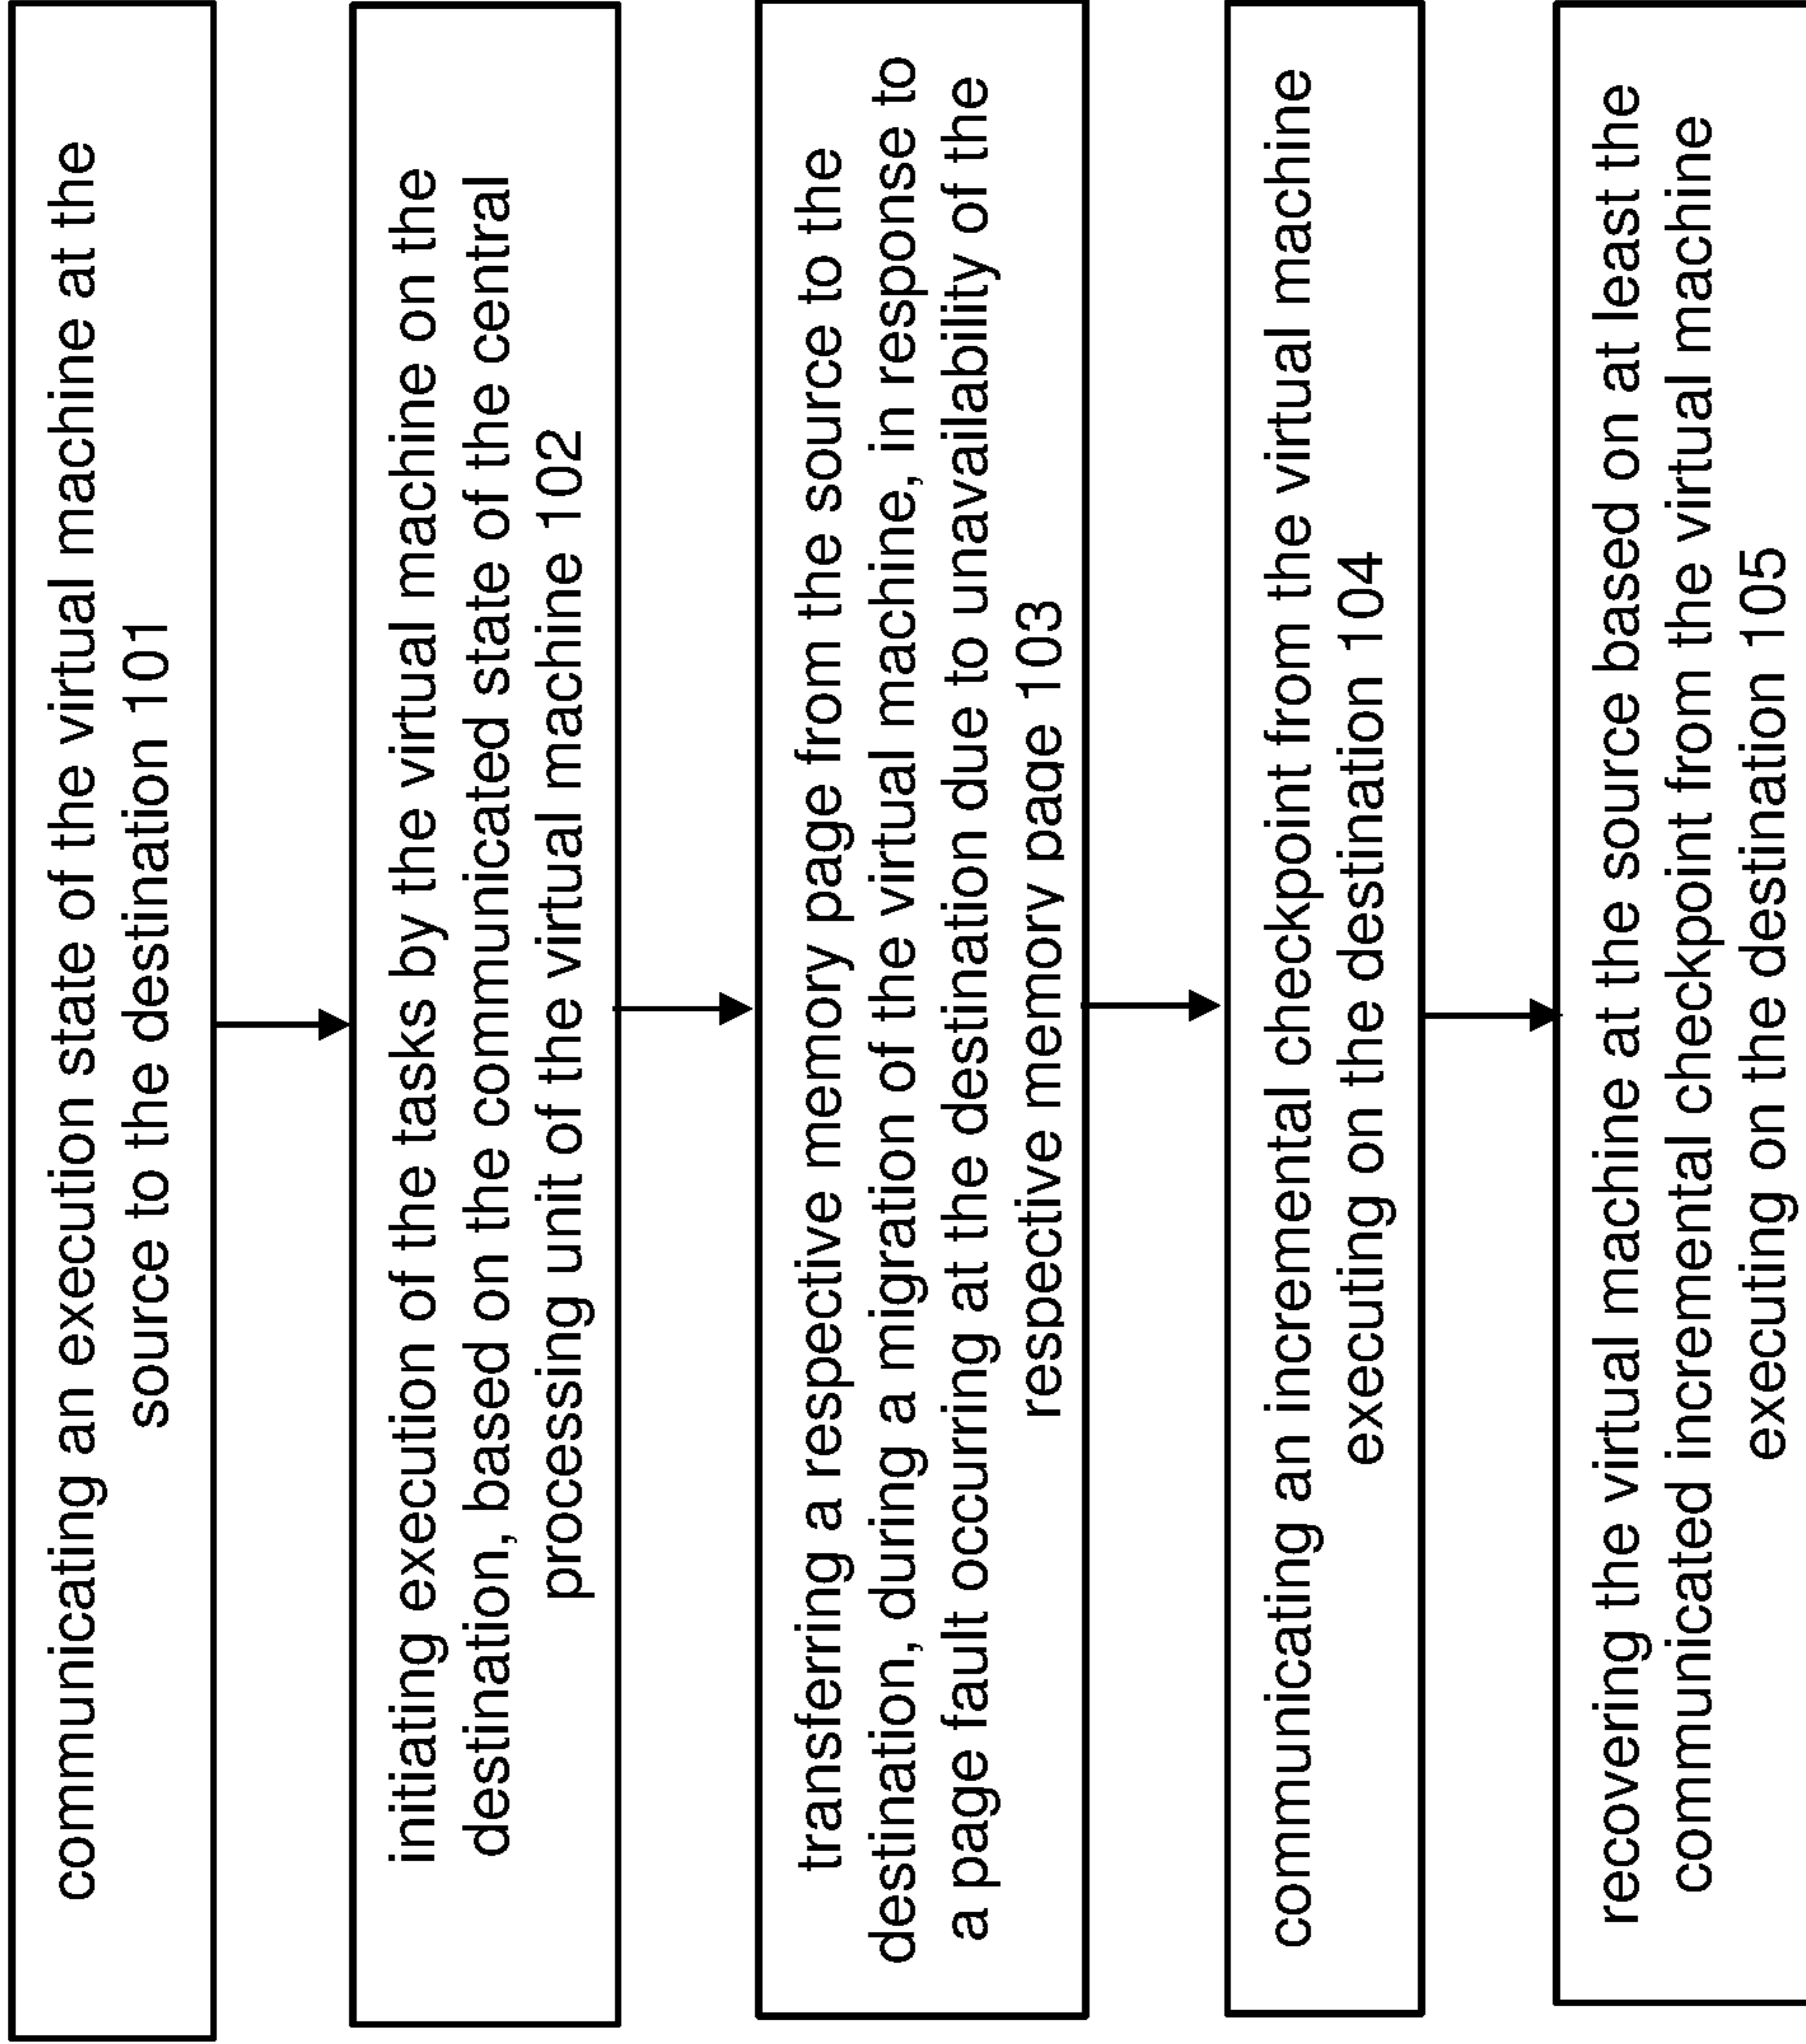 communicating an execution state of the virtual machine at the
source to the destination 101
initiating execution of the tasks by the virtual machine on the
destination, based on the communicated state of the central
processing unit of the virtual machine 102
transferring a respective memory page from the source to the
destination, during a migration of the virtual machine, in response to
a page fault occurring at the destination due to unavailability of the
respective memory page 103
communicating an incremental checkpoint from the virtual machine
executing on the destination 104
recovering the virtual machine at the source based on at least the
communicated incremental checkpoint from the virtual machine
executing on the destination 105